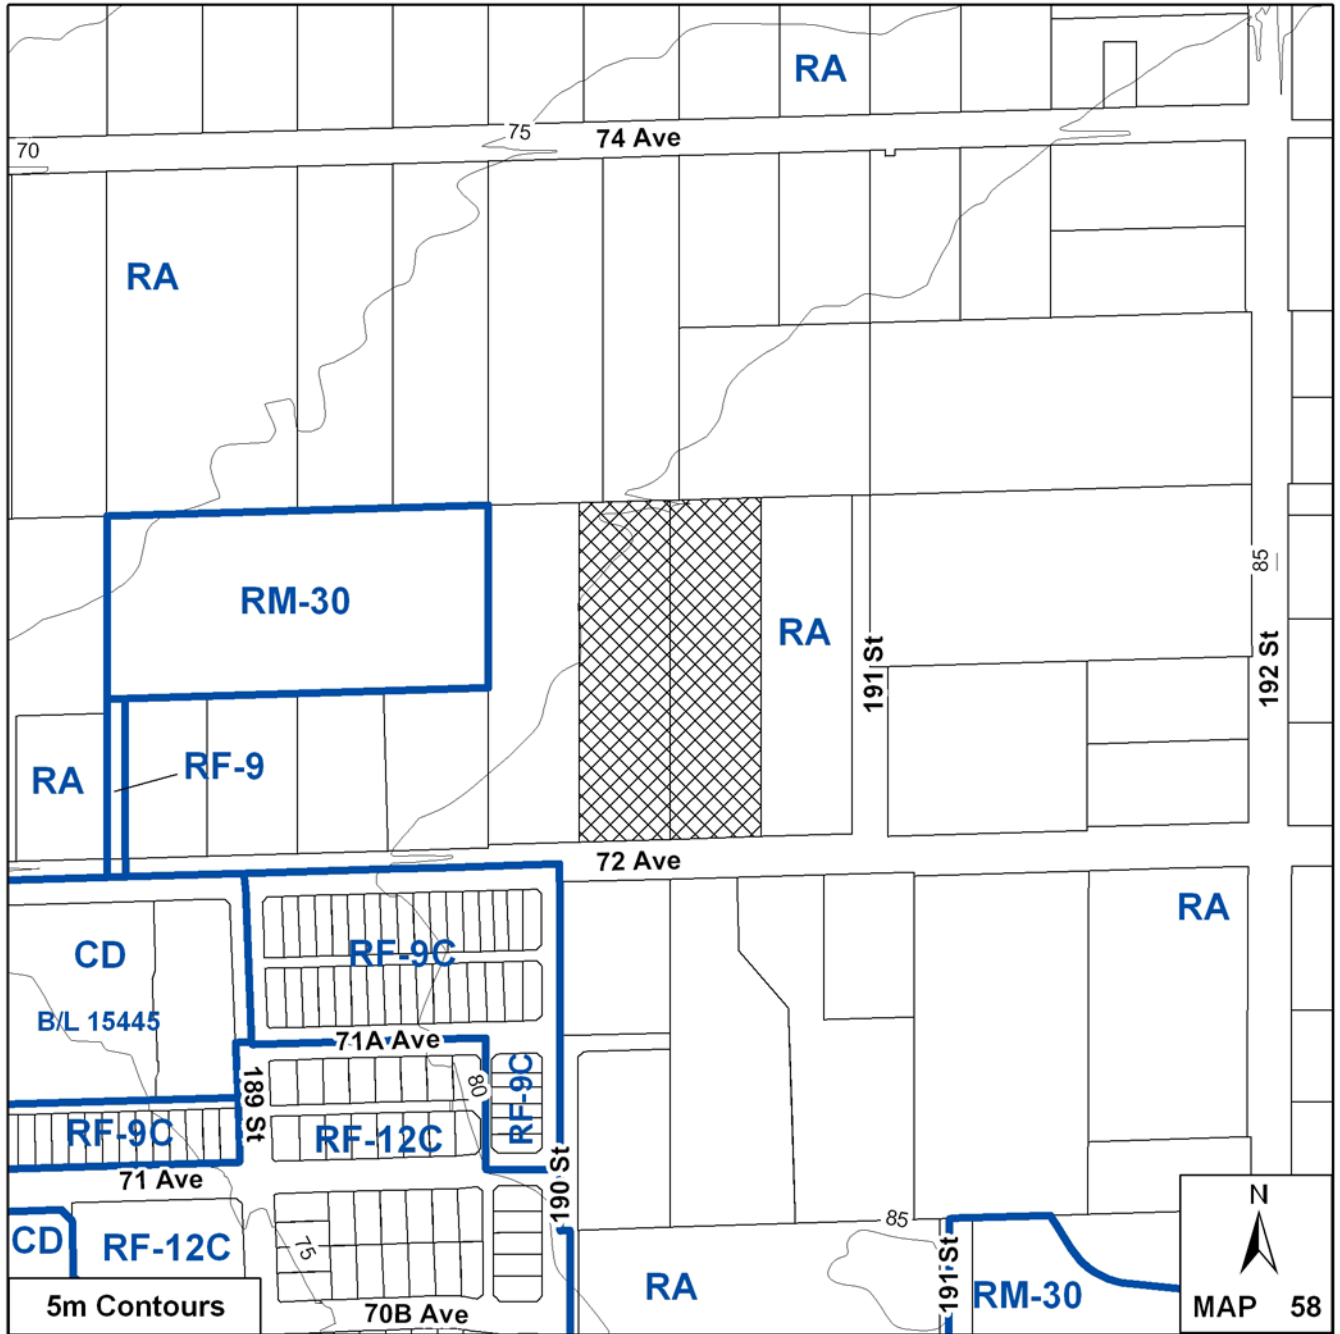 RA
75
74 Ave
70
RA
85
RM-30
RA
191 St
192 St
RA
RF-9
72 Ave
RA
CD
RF-9C
B/L 15445
71A Ave
189 St
80
RF-9C
RF-9C
RF-12C
71 Ave
190 St
N
85
CD
RF-12C
75
191 St
RA
RM-30
5m Contours
70B Ave
MAP 58